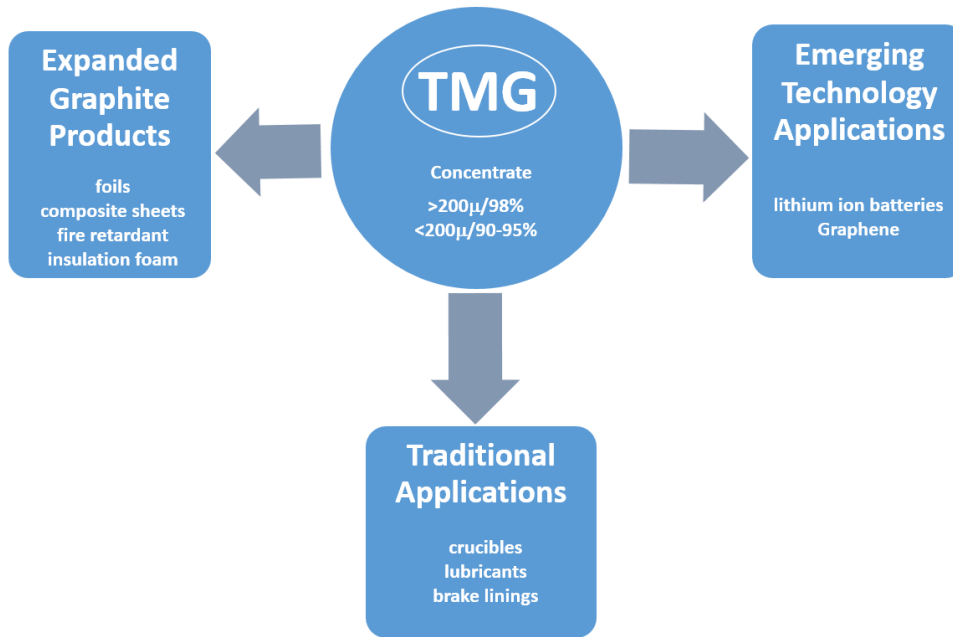 Expanded
Graphite
Products
foils
composite sheets
fire retardant
insulation foam
TMG
Concentrate
>200µ/98%
<200µ/90-95%
Emerging
Technology
Applications
lithium ion batteries
Graphene
Traditional
Applications
crucibles
lubricants
brake linings